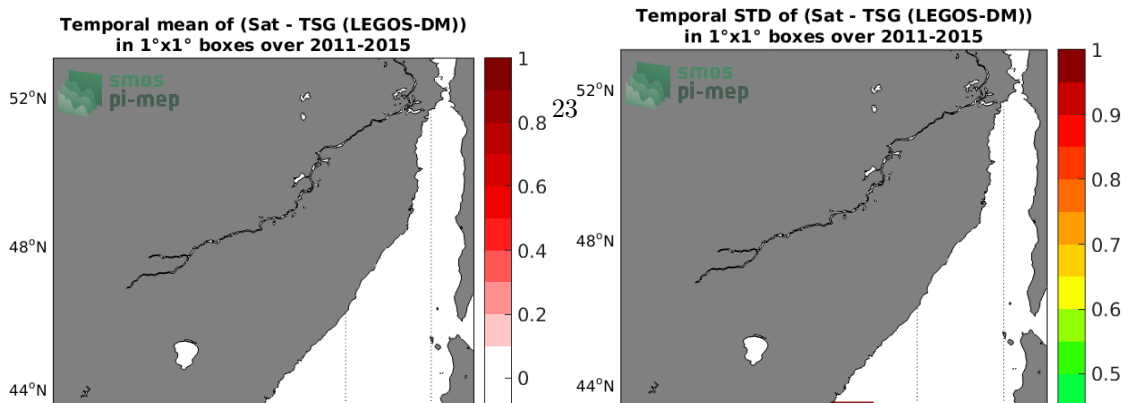 Temporal mean of (Sat - TSG (LEGOS-DM))
in 1°x1° boxes over 2011-2015
smos
pi-mep
52°N
48°N
44°N
1
0.8
0.6
0.4
0.2
0
23
Temporal STD of (Sat - TSG (LEGOS-DM))
in 1°x1° boxes over 2011-2015
smos
pi-mep
52°N
48°N
44°N
1
0.9
0.8
0.7
0.6
0.5